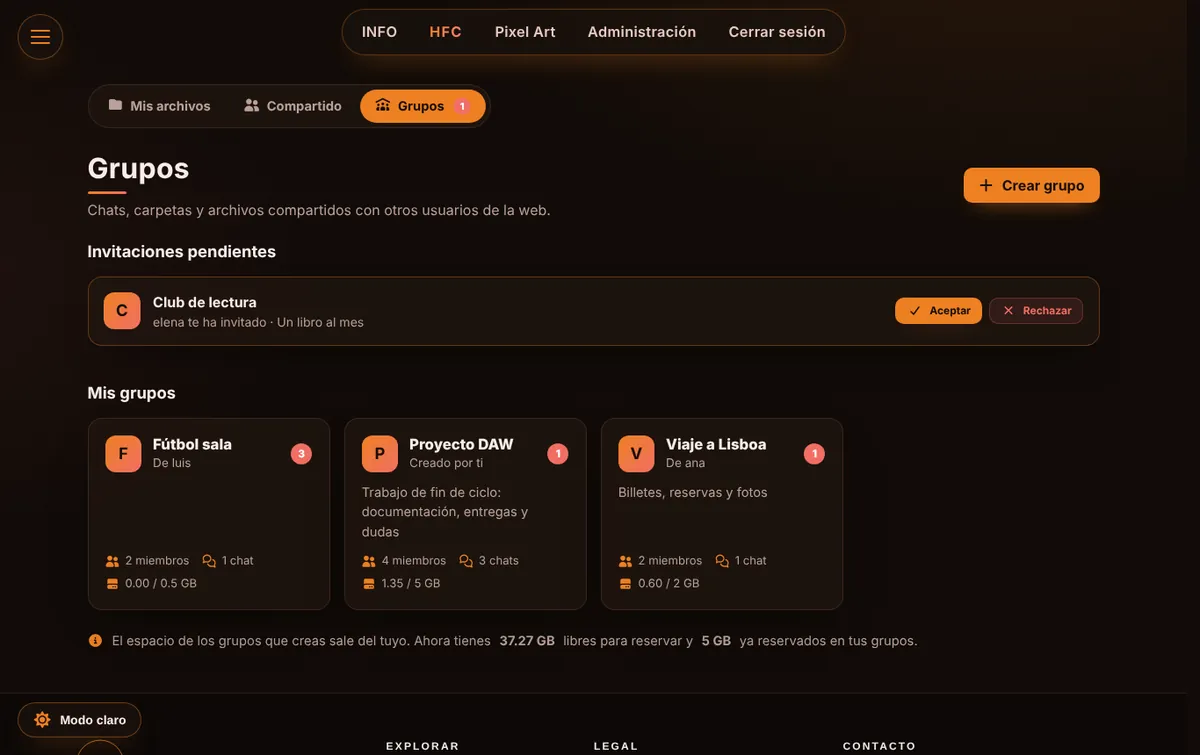 INFO HFC Pixel Art Administración Cerrar sesión
Mis archivos Compartido Grupos 1
Grupos
Crear grupo
Chats, carpetas y archivos compartidos con otros usuarios de la web.
Invitaciones pendientes
C
Club de lectura
elena te ha invitado · Un libro al mes
Aceptar Rechazar
Mis grupos
F
Fútbol sala
De luis
3
2 miembros 1 chat
0.00 / 0.5 GB
P
Proyecto DAW
Creado por ti
1
Trabajo de fin de ciclo:
documentación, entregas y
dudas
4 miembros 3 chats
1.35 / 5 GB
V
Viaje a Lisboa
De ana
1
Billetes, reservas y fotos
2 miembros 1 chat
0.60 / 2 GB
El espacio de los grupos que creas sale del tuyo. Ahora tienes 37.27 GB libres para reservar y 5 GB ya reservados en tus grupos.
Modo claro
EXPLORAR LEGAL CONTACTO